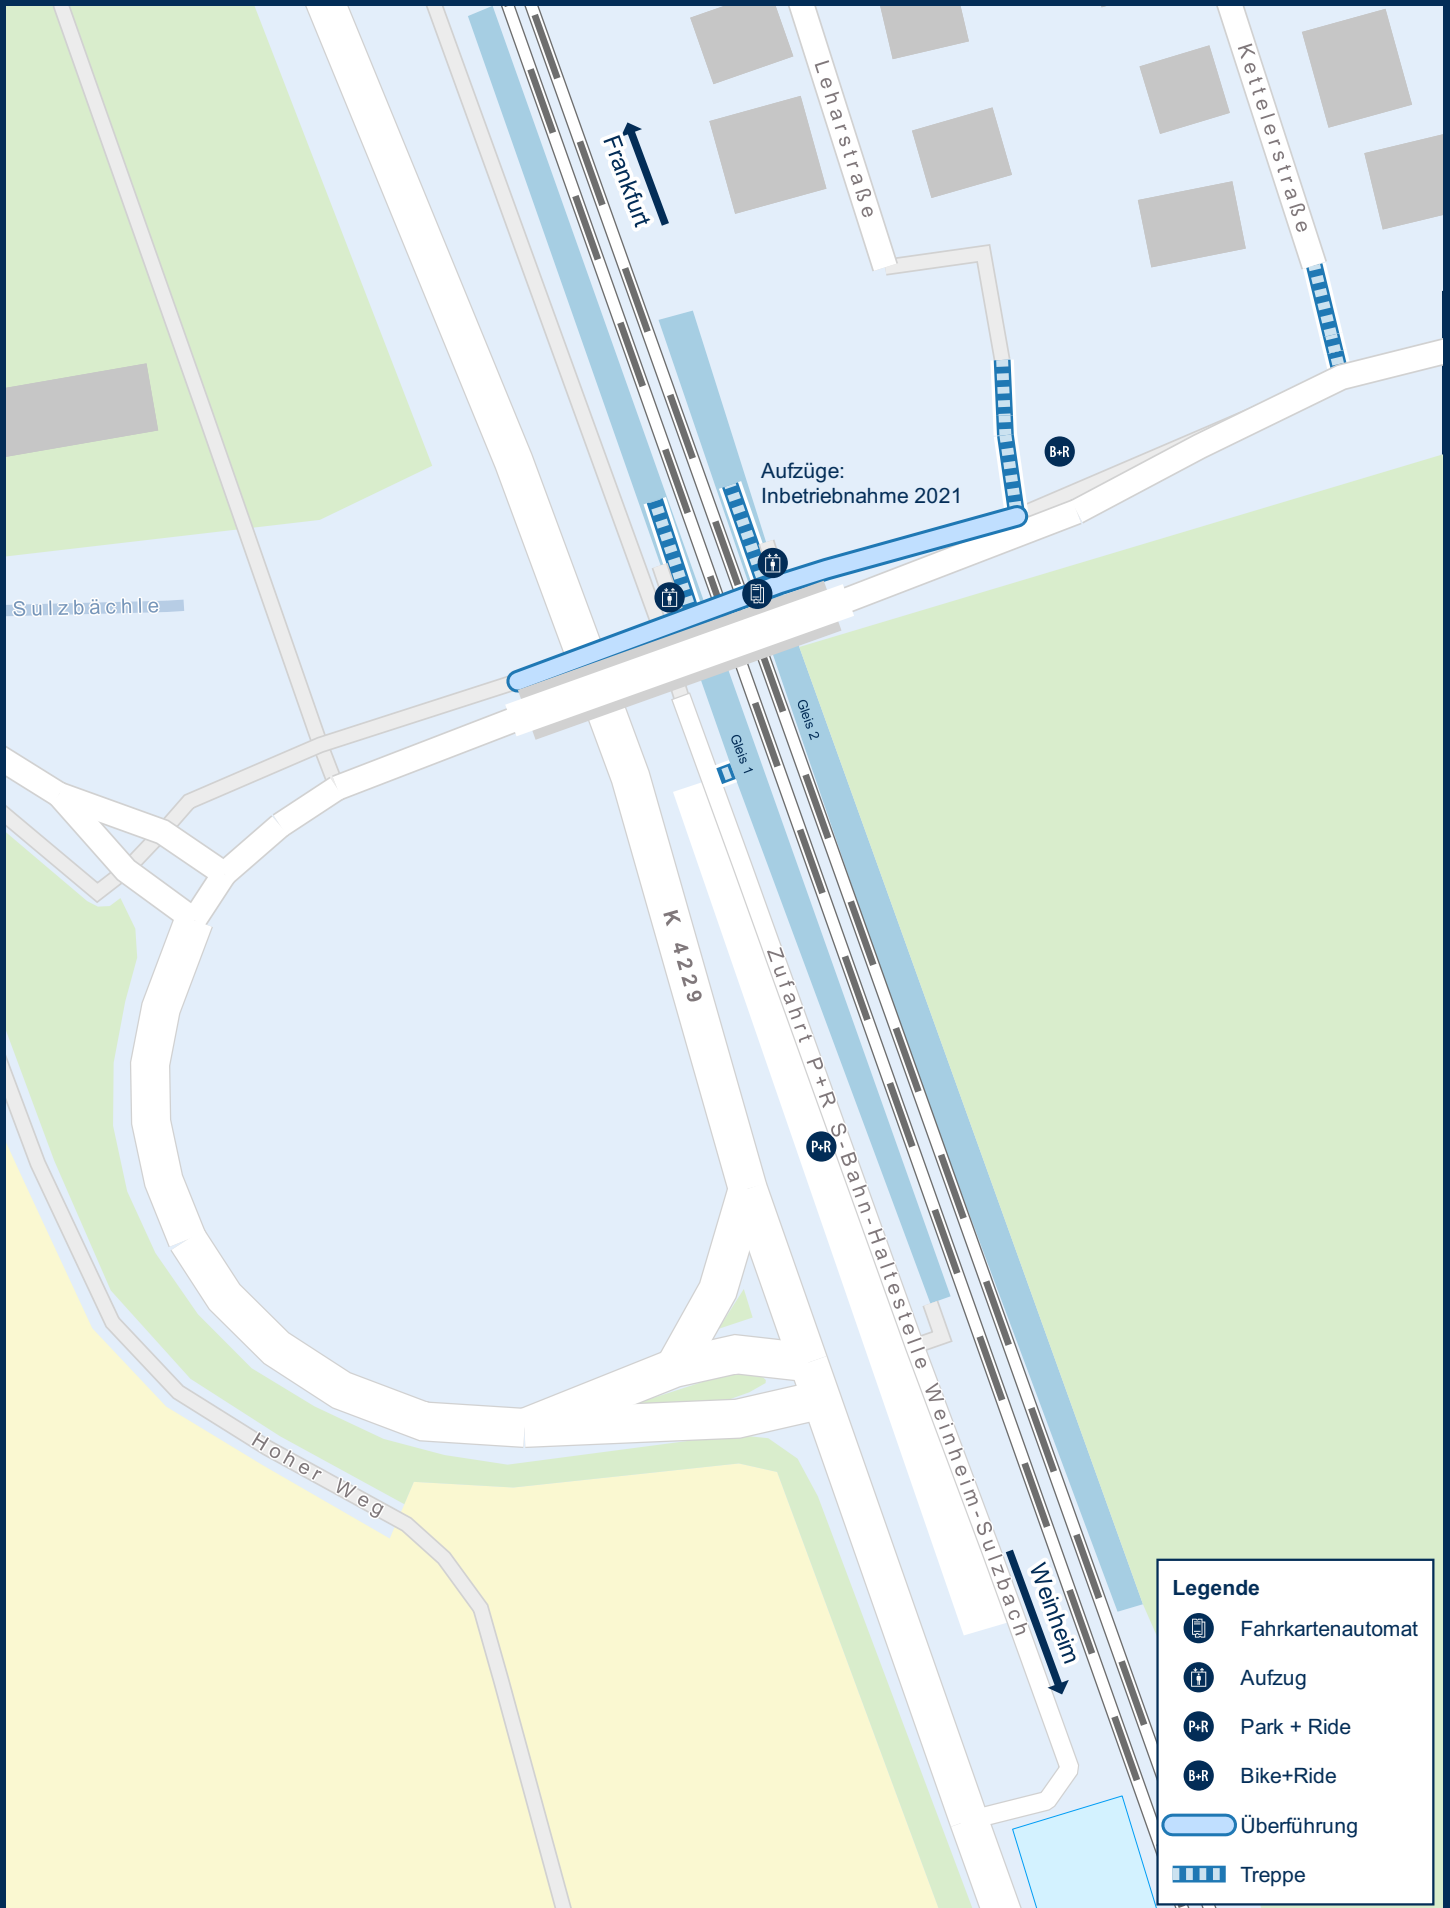 Leharstraße
Kettelerstraße
Frankfurt
Aufzüge:
Inbetriebnahme 2021
B+R
Sulzbächle
Gleis 2
Gleis 1
K 4229
Zufahrt P+R S-Bahn-Haltestelle Weinheim-Sulzbach
P+R
Hoher Weg
Weinheim
Legende
Fahrkartenautomat
Aufzug
P+R Park + Ride
B+R Bike+Ride
Überführung
Treppe